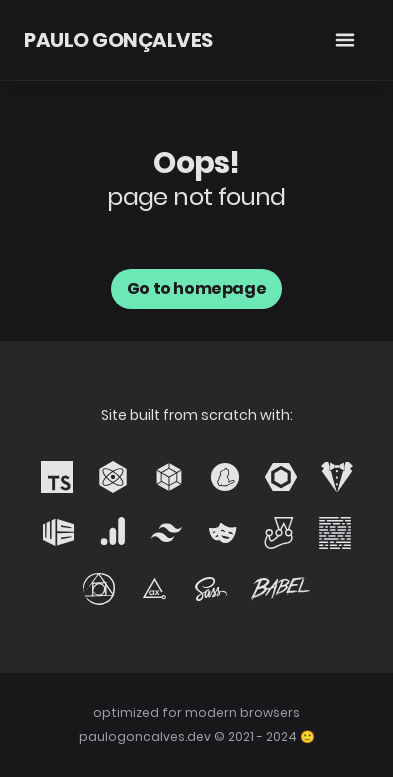 PAULO GONÇALVES
Oops!
page not found
Go to homepage
Site built from scratch with:
TS
ax
Sass
BABEL
optimized for modern browsers
paulogoncalves.dev © 2021 - 2024 🙂